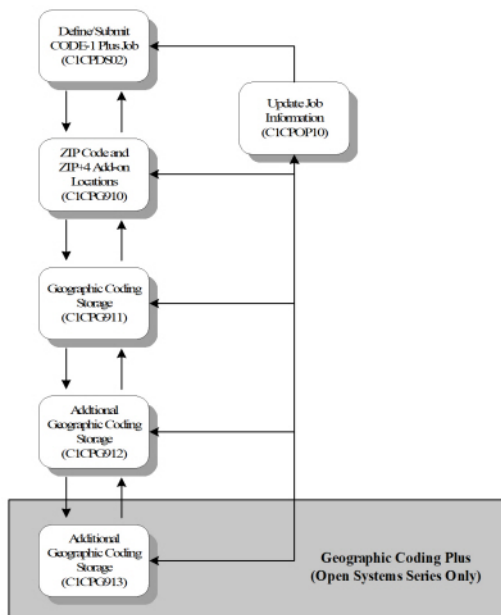 Define/Submit
CODE-1 Plus Job
(C1CPDS02)
Update Job
Information
(C1CPOP10)
ZIP Code and
ZIP+4 Add-on
Locations
(C1CPG910)
Geographic Coding
Storage
(C1CPG911)
Addtional
Geographic Coding
Storage
(C1CPG912)
Additional
Geographic Coding
Storage
(C1CPG913)
Geographic Coding Plus
(Open Systems Series Only)